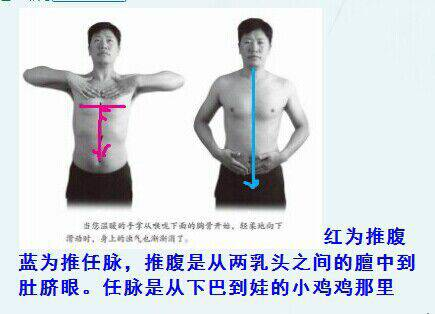 当您温暖的手掌从喉咙下面的胸骨开始，轻柔地向下
滑动时，身上的浊气也渐渐消了。
红为推腹
蓝为推任脉，推腹是从两乳头之间的膻中到
肚脐眼。任脉是从下巴到娃的小鸡鸡那里